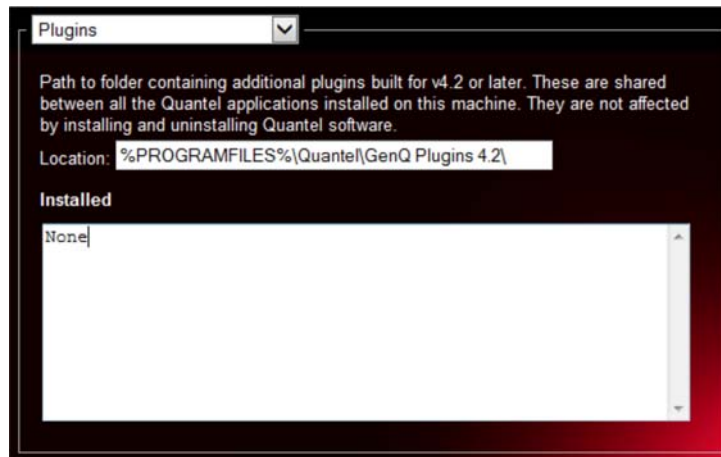 Plugins
Path to folder containing additional plugins built for v4.2 or later. These are shared
between all the Quantel applications installed on this machine. They are not affected
by installing and uninstalling Quantel software.
Location: %PROGRAMFILES%\Quantel\GenQ Plugins 4.2\
Installed
None